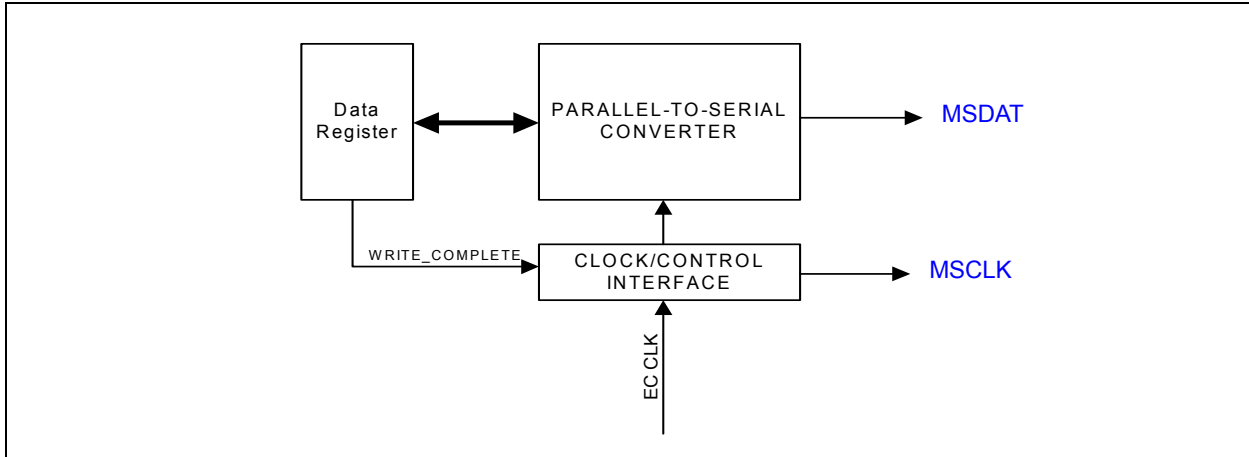 Data
Register
PARALLEL-TO-SERIAL
CONVERTER
MSDAT
WRITE_COMPLETE
CLOCK/CONTROL
INTERFACE
MSCLK
EC CLK